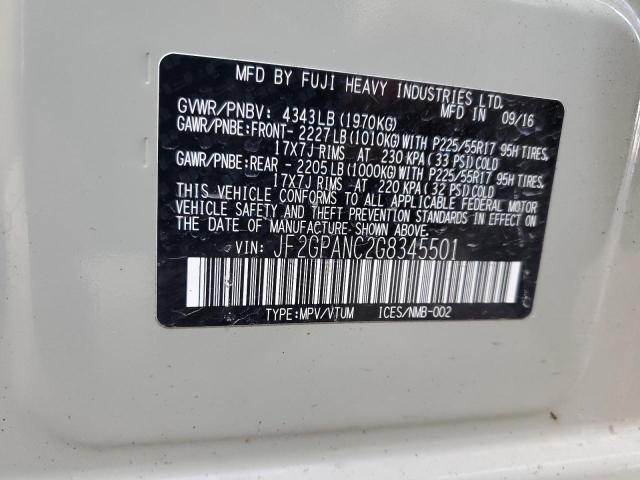 MFD BY FUJI HEAVY INDUSTRIES LTD.
MFD IN 09/16
GVWR/PNBV: 4343LB(1970KG)
GAWR/PNBE:FRONT- 2227LB(1010KG)WITH P225/55R17 95H TIRES,
17X7J RIMS AT 230 KPA(33 PSI)COLD
GAWR/PNBE:REAR - 2205LB(1000KG)WITH P225/55R17 95H TIRES,
17X7J RIMS AT 220 KPA(32 PSI)COLD
THIS VEHICLE CONFORMS TO ALL APPLICABLE FEDERAL MOTOR
VEHICLE SAFETY AND THEFT PREVENTION STANDARDS IN EFFECT ON
THE DATE OF MANUFACTURE SHOWN ABOVE.
VIN: JF2GPANC2G8345501
TYPE:MPV/VTUM ICES/NMB-002